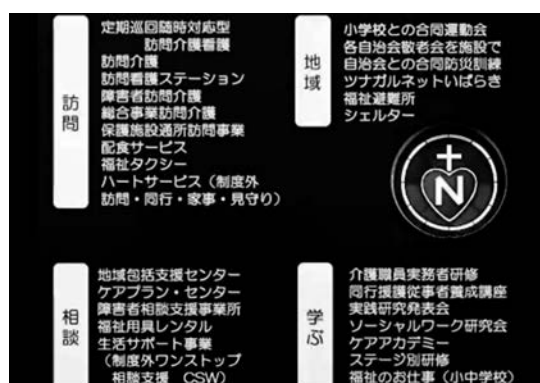 訪問
定期巡回随時対応型
訪問介護看護
訪問介護
訪問看護ステーション
障害者訪問介護
総合事業訪問介護
保護施設通所訪問事業
配食サービス
福祉タクシー
ハートサービス（制度外
訪問・同行・家事・見守り）
地域
小学校との合同運動会
各自治会敬老会を施設で
自治会との合同防災訓練
ツナガルネットいばらき
福祉避難所
シェルター
N
相談
地域包括支援センター
ケアプラン・センター
障害者相談支援事業所
福祉用具レンタル
生活サポート事業
（制度外ワンストップ
相談支援　CSW）
学ぶ
介護職員実務者研修
同行援護従事者養成講座
実践研究発表会
ソーシャルワーク研究会
ケアアカデミー
ステージ別研修
福祉のお仕事（小中学校）